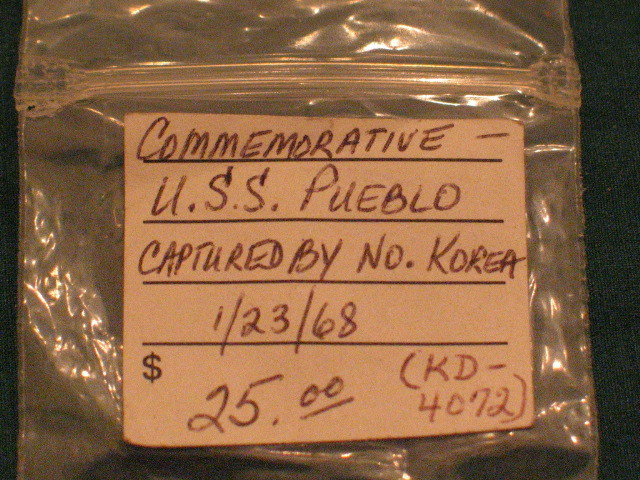 COMMEMORATIVE -
U.S.S. PUEBLO
CAPTURED BY NO. KOREA
1/23/68
$ 25.00 (KD-
4072)